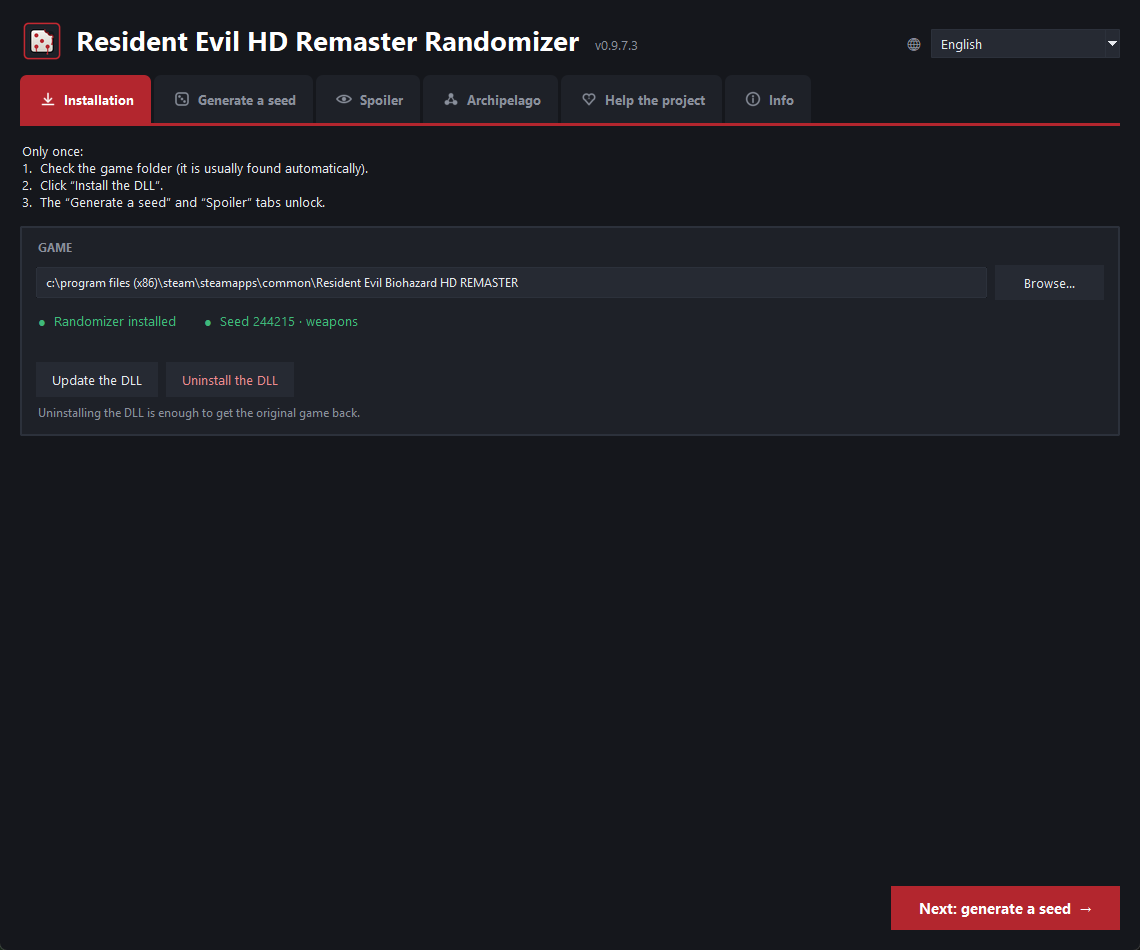 Resident Evil HD Remaster Randomizer v0.9.7.3
English
Installation
Generate a seed
Spoiler
Archipelago
Help the project
Info
Only once:
1. Check the game folder (it is usually found automatically).
2. Click “Install the DLL”.
3. The “Generate a seed” and “Spoiler” tabs unlock.
GAME
c:\program files (x86)\steam\steamapps\common\Resident Evil Biohazard HD REMASTER
Browse...
● Randomizer installed ● Seed 244215 · weapons
Update the DLL
Uninstall the DLL
Uninstalling the DLL is enough to get the original game back.
Next: generate a seed →